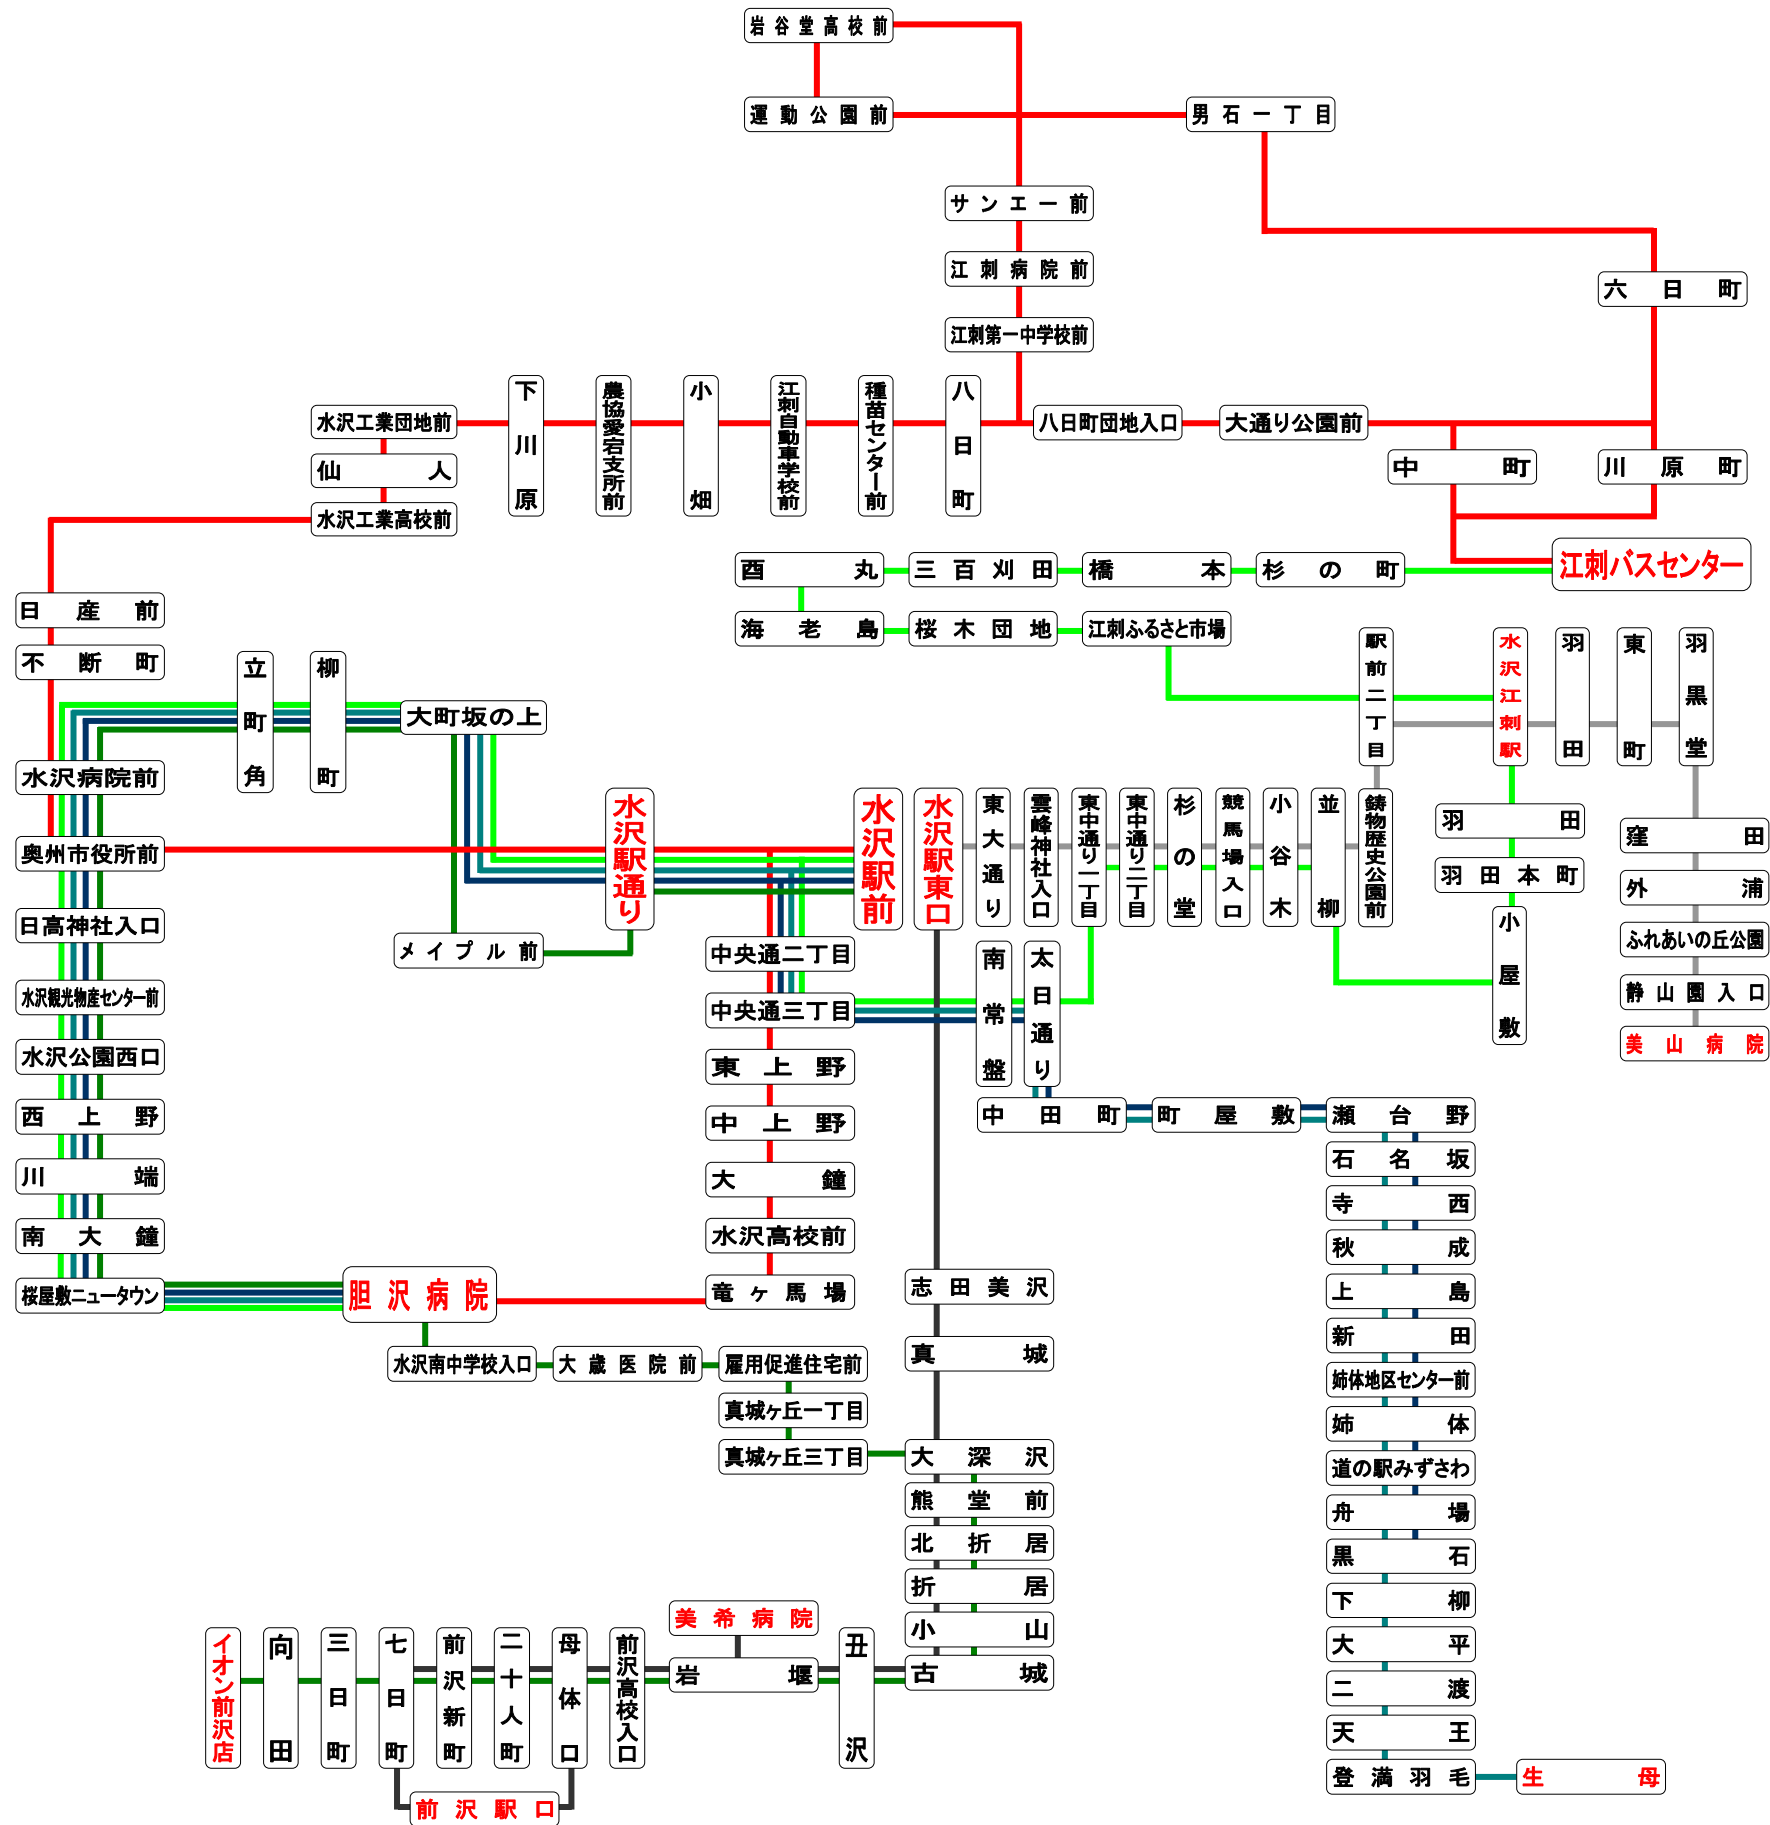 岩谷堂高校前
運動公園前
男石一丁目
サンエー前
江刺病院前
六日町
江刺第一中学校前
下川原
農協愛宕支所前
小畑
江刺自動車学校前
種苗センター前
八日町
水沢工業団地前
八日町団地入口
大通り公園前
仙人
中町
川原町
水沢工業高校前
酉丸
三百刈田
橋本
杉の町
江刺バスセンター
日産前
海老島
桜木団地
江刺ふるさと市場
不断町
立町角
柳町
駅前二丁目
水沢江刺駅
羽田
東町
羽黒堂
大町坂の上
水沢病院前
水沢駅通り
水沢駅前
水沢駅東口
東大通り
雲峰神社入口
東中通り一丁目
東中通り二丁目
杉の堂
競馬場入口
小谷木
並柳
鋳物歴史公園前
羽田
窪田
奥州市役所前
羽田本町
外浦
日高神社入口
メイプル前
中央通二丁目
南常盤
太日通り
小屋敷
ふれあいの丘公園
水沢観光物産センター前
中央通三丁目
静山園入口
水沢公園西口
東上野
美山病院
西上野
中上野
中田町
町屋敷
瀬台野
川端
大鐘
石名坂
寺西
南大鐘
水沢高校前
秋成
桜屋敷ニュータウン
胆沢病院
竜ヶ馬場
志田美沢
上島
新田
水沢南中学校入口
大歳医院前
雇用促進住宅前
真城
姉体地区センター前
真城ヶ丘一丁目
姉体
真城ヶ丘三丁目
大深沢
道の駅みずさわ
熊堂前
舟場
北折居
黒石
折居
下柳
美希病院
小山
大平
イオン前沢店
向田
三日町
七日町
前沢新町
二十人町
母体口
前沢高校入口
岩堰
丑沢
古城
二渡
天王
前沢駅口
登満羽毛
生母